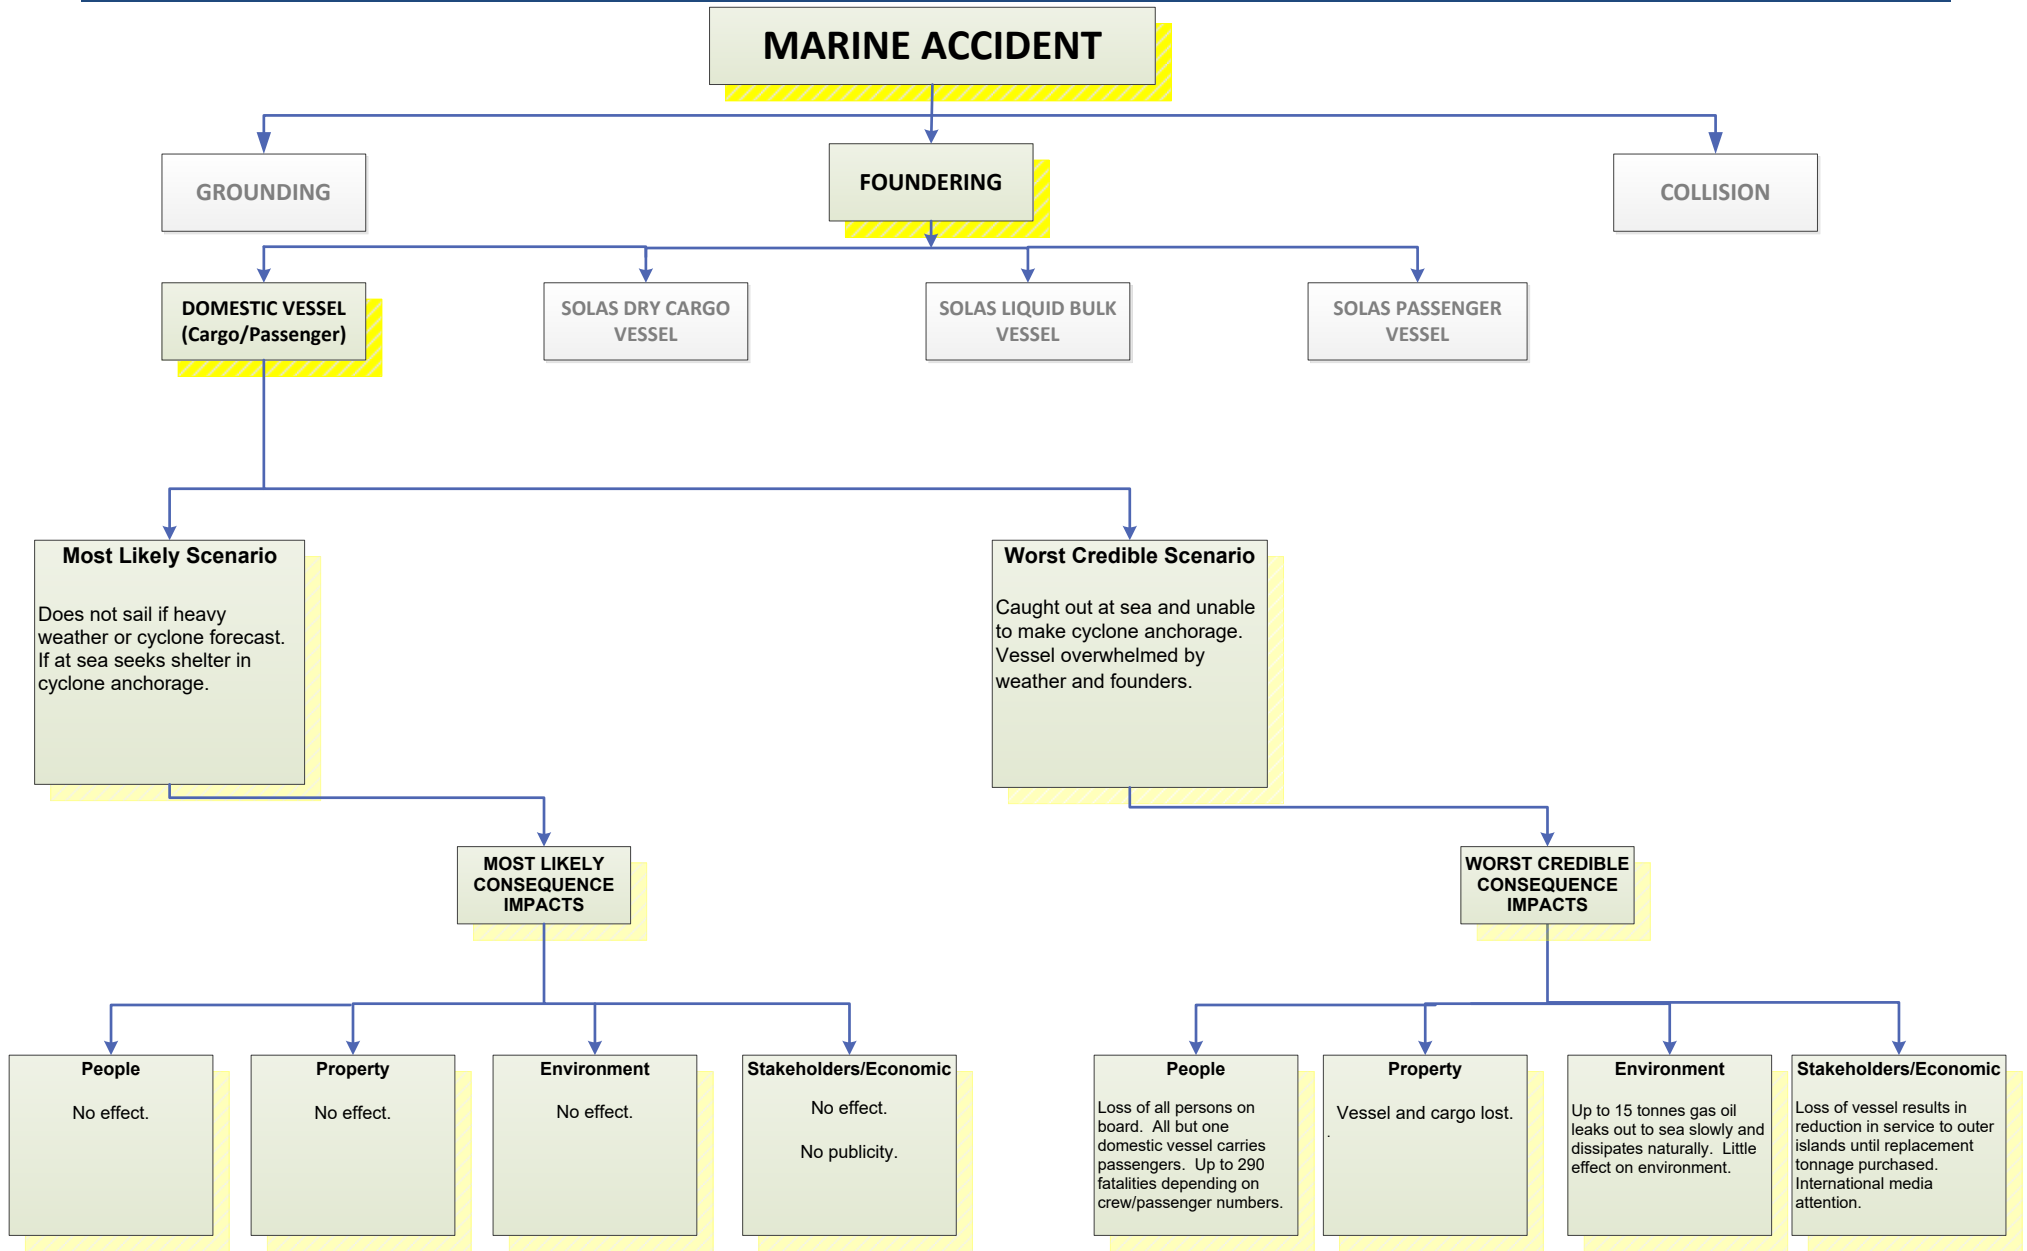 MARINE ACCIDENT
GROUNDING
FOUNDERING
COLLISION
DOMESTIC VESSEL
(Cargo/Passenger)
SOLAS DRY CARGO
VESSEL
SOLAS LIQUID BULK
VESSEL
SOLAS PASSENGER
VESSEL
Most Likely Scenario
Does not sail if heavy
weather or cyclone forecast.
If at sea seeks shelter in
cyclone anchorage.
Worst Credible Scenario
Caught out at sea and unable
to make cyclone anchorage.
Vessel overwhelmed by
weather and founders.
MOST LIKELY
CONSEQUENCE
IMPACTS
WORST CREDIBLE
CONSEQUENCE
IMPACTS
People
No effect.
Property
No effect.
Environment
No effect.
Stakeholders/Economic
No effect.
No publicity.
People
Loss of all persons on
board.  All but one
domestic vessel carries
passengers.  Up to 290
fatalities depending on
crew/passenger numbers.
Property
Vessel and cargo lost.
.
Environment
Up to 15 tonnes gas oil
leaks out to sea slowly and
dissipates naturally.  Little
effect on environment.
Stakeholders/Economic
Loss of vessel results in
reduction in service to outer
islands until replacement
tonnage purchased.
International media
attention.